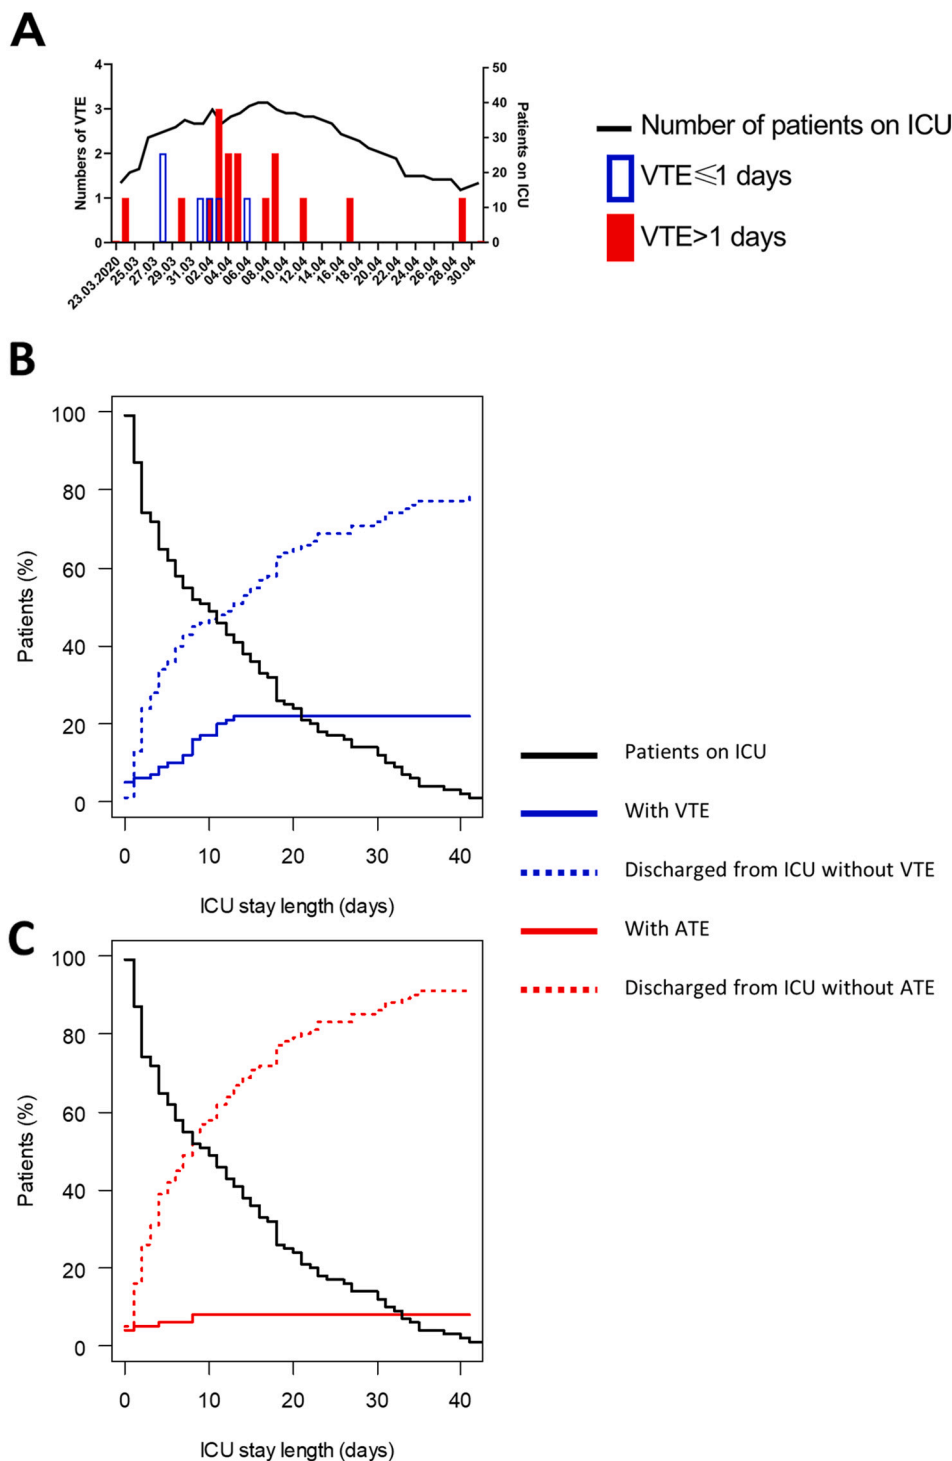 A
Numbers of VTE
4
3
2
1
0
50
40
30
20
10
0
Patients on ICU
23.03.2020
25.03
27.03
29.03
31.03
02.04
04.04
06.04
08.04
10.04
12.04
14.04
16.04
18.04
20.04
22.04
24.04
26.04
28.04
30.04
Number of patients on ICU
VTE⩽1 days
VTE>1 days
B
Patients (%)
100
80
60
40
20
0
0 10 20 30 40
ICU stay length (days)
Patients on ICU
With VTE
Discharged from ICU without VTE
With ATE
Discharged from ICU without ATE
C
Patients (%)
100
80
60
40
20
0
0 10 20 30 40
ICU stay length (days)